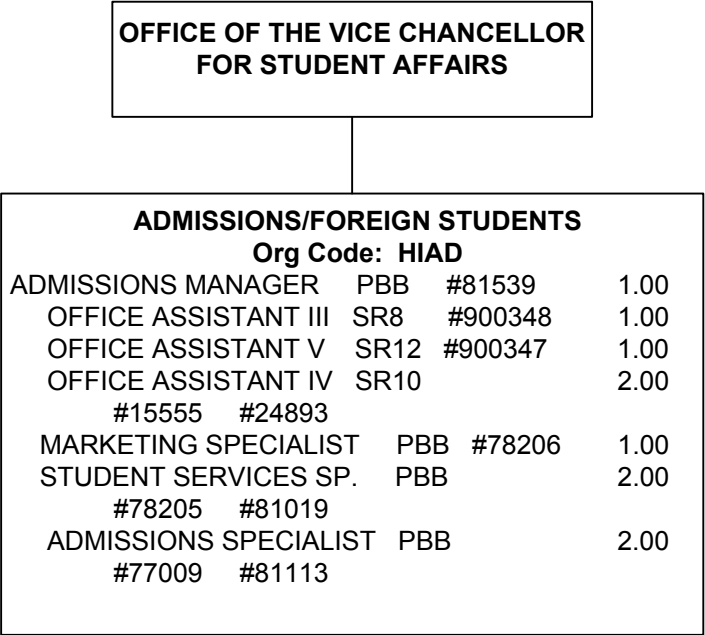 OFFICE OF THE VICE CHANCELLOR
FOR STUDENT AFFAIRS
ADMISSIONS/FOREIGN STUDENTS
Org Code: HIAD
ADMISSIONS MANAGER PBB #81539 1.00
OFFICE ASSISTANT III SR8 #900348 1.00
OFFICE ASSISTANT V SR12 #900347 1.00
OFFICE ASSISTANT IV SR10 2.00
#15555 #24893
MARKETING SPECIALIST PBB #78206 1.00
STUDENT SERVICES SP. PBB 2.00
#78205 #81019
ADMISSIONS SPECIALIST PBB 2.00
#77009 #81113